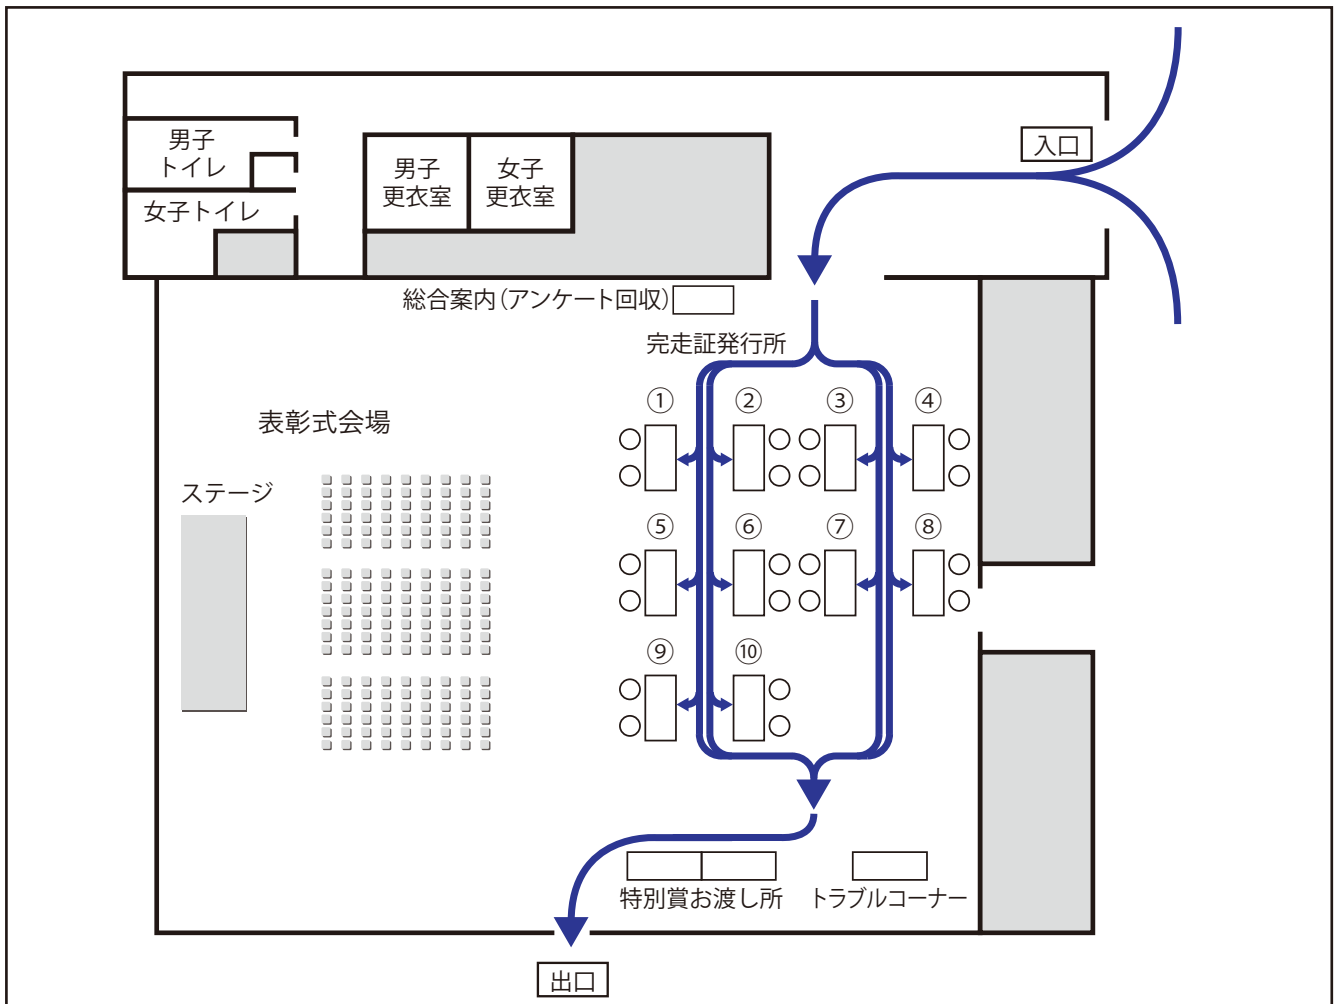 入口
男子
トイレ
女子トイレ
男子
更衣室
女子
更衣室
総合案内(アンケート回収)
完走証発行所
① ② ③ ④
表彰式会場
ステージ
⑤ ⑥ ⑦ ⑧
⑨ ⑩
特別賞お渡し所
トラブルコーナー
出口